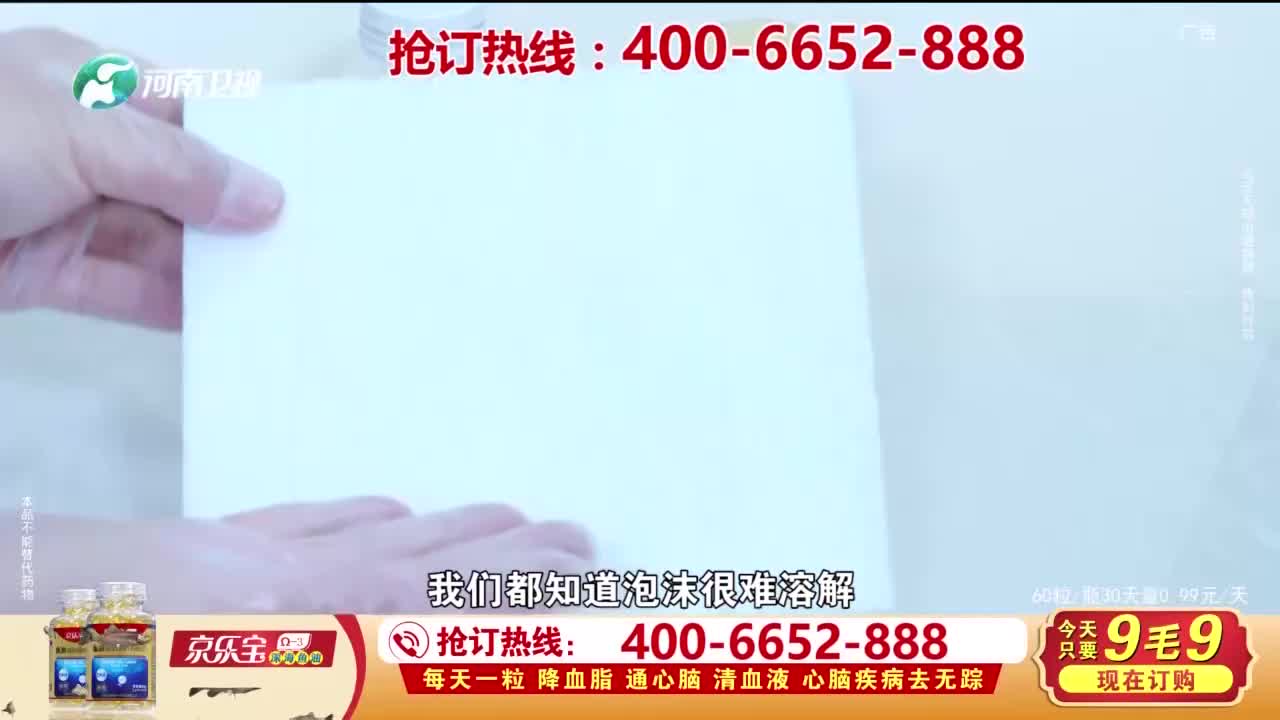 抢订热线：400-6652-888
广告
河南卫视
本品不能替代药物
我们都知道泡沫很难溶解
60粒/瓶30天量0.99元/天
京乐宝
Ω-3
深海鱼油
抢订热线： 400-6652-888
每天一粒 降血脂 通心脑 清血液 心脑疾病去无踪
今天
只要
9毛9
现在订购